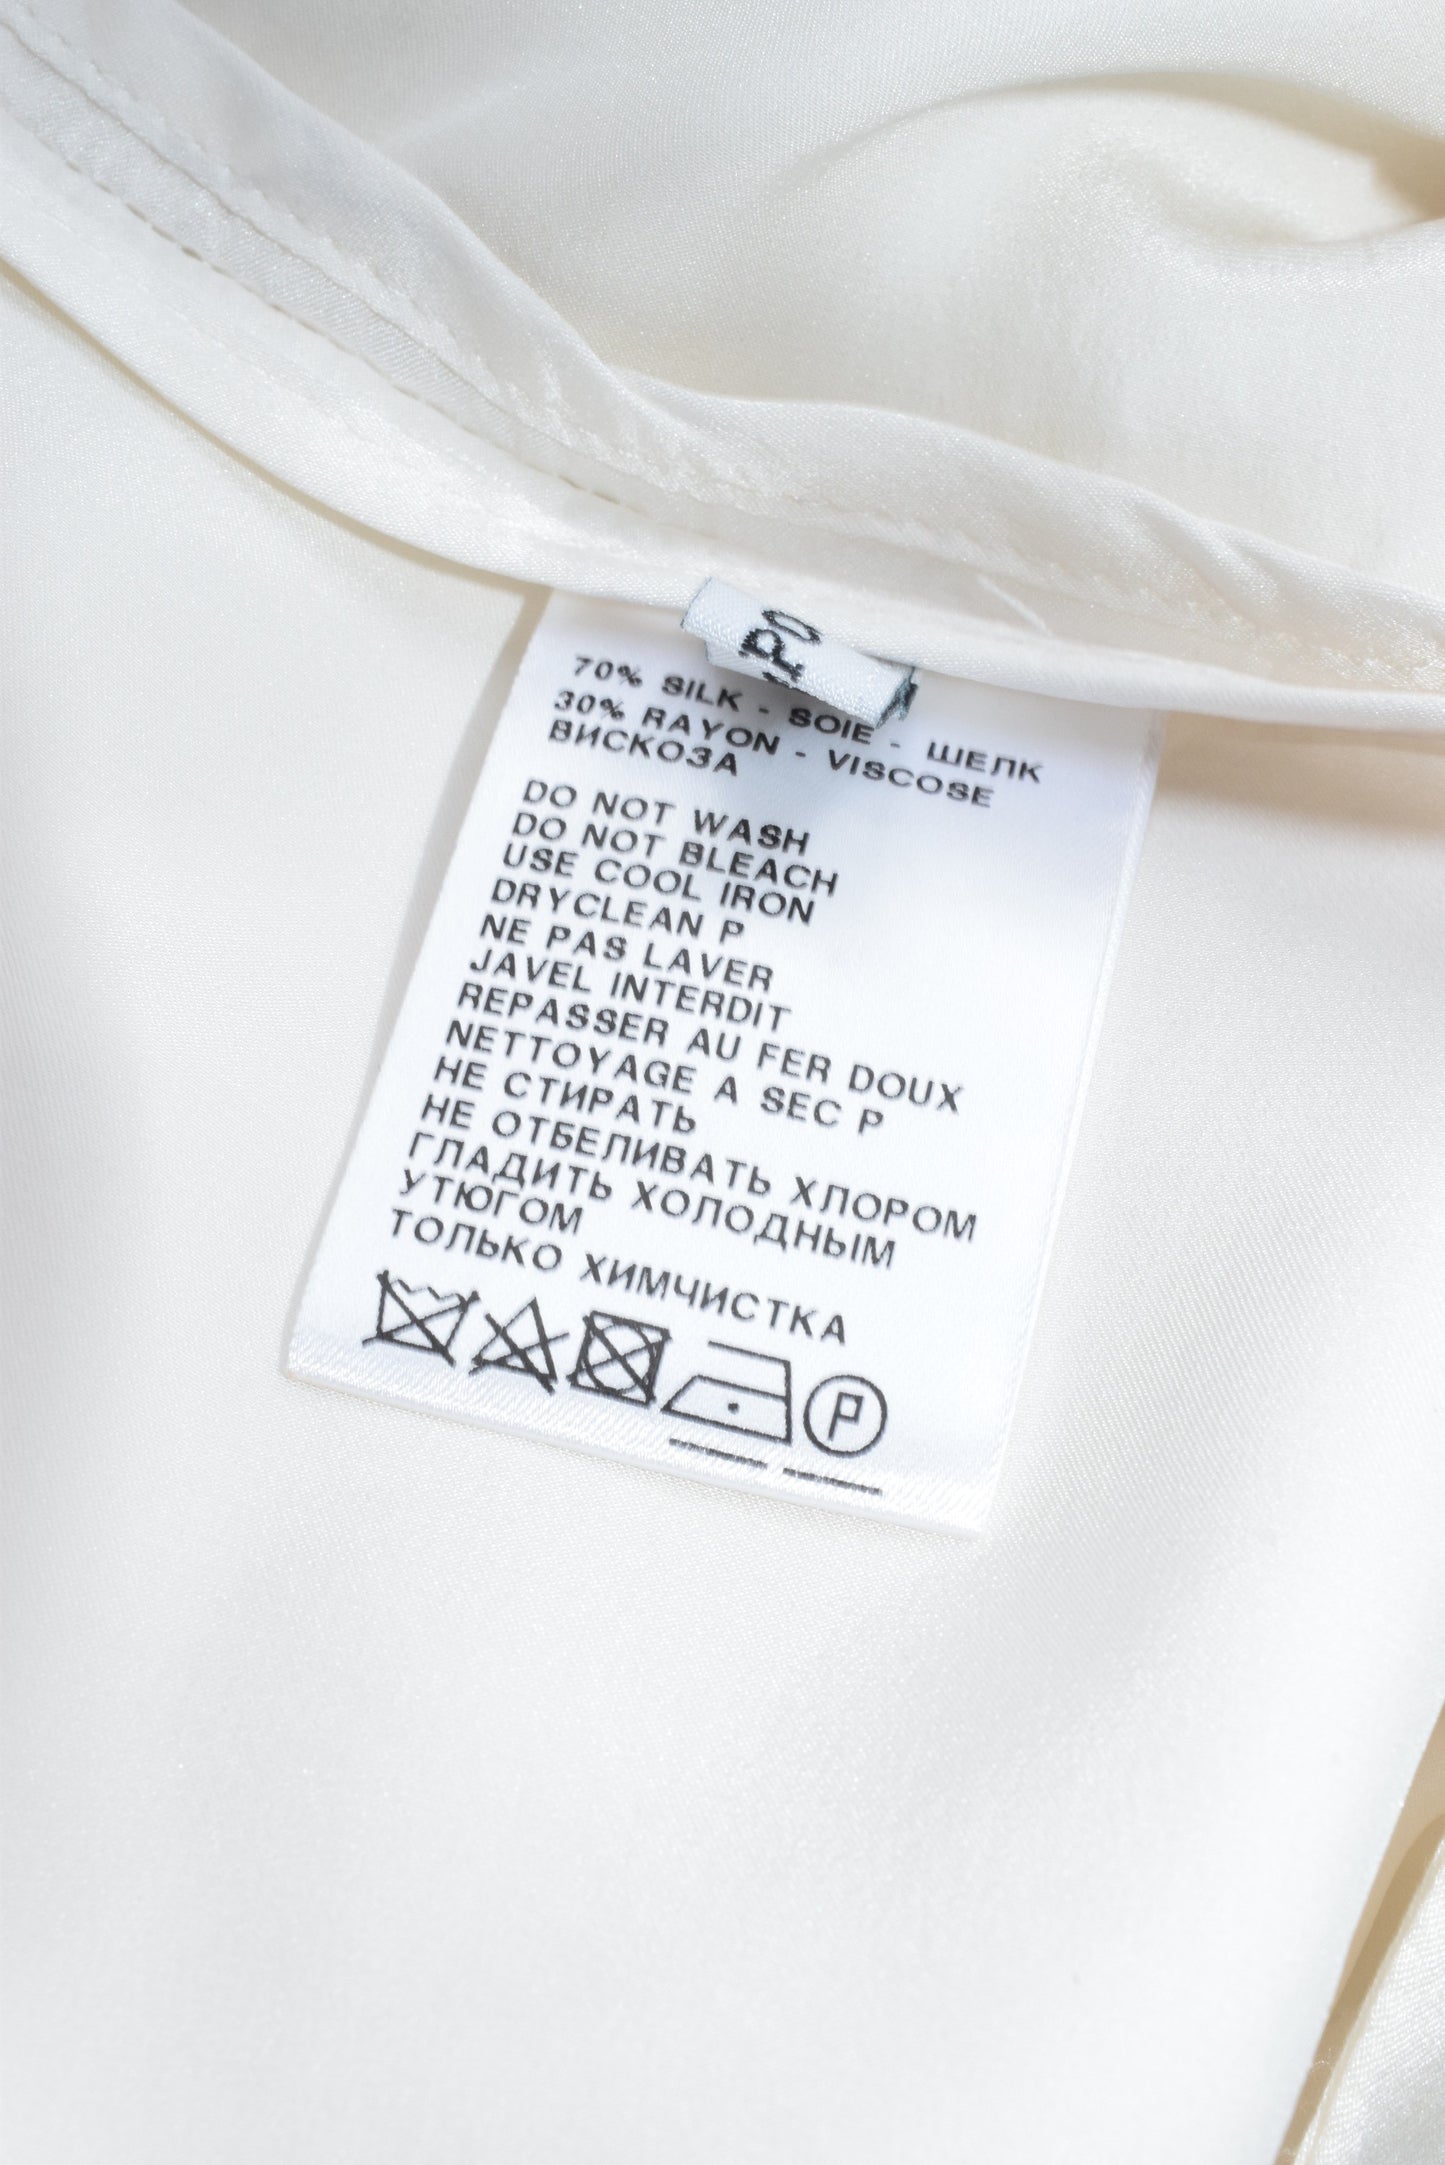 70% SILK - SOIE - ШЕЛК
30% RAYON - VISCOSE
ВИСКОЗА
DO NOT WASH
DO NOT BLEACH
USE COOL IRON
DRYCLEAN P
NE PAS LAVER
JAVEL INTERDIT
REPASSER AU FER DOUX
NETTOYAGE A SEC P
НЕ СТИРАТЬ
НЕ ОТБЕЛИВАТЬ ХЛОРОМ
ГЛАДИТЬ ХОЛОДНЫМ
УТЮГОМ
ТОЛЬКО ХИМЧИСТКА
P